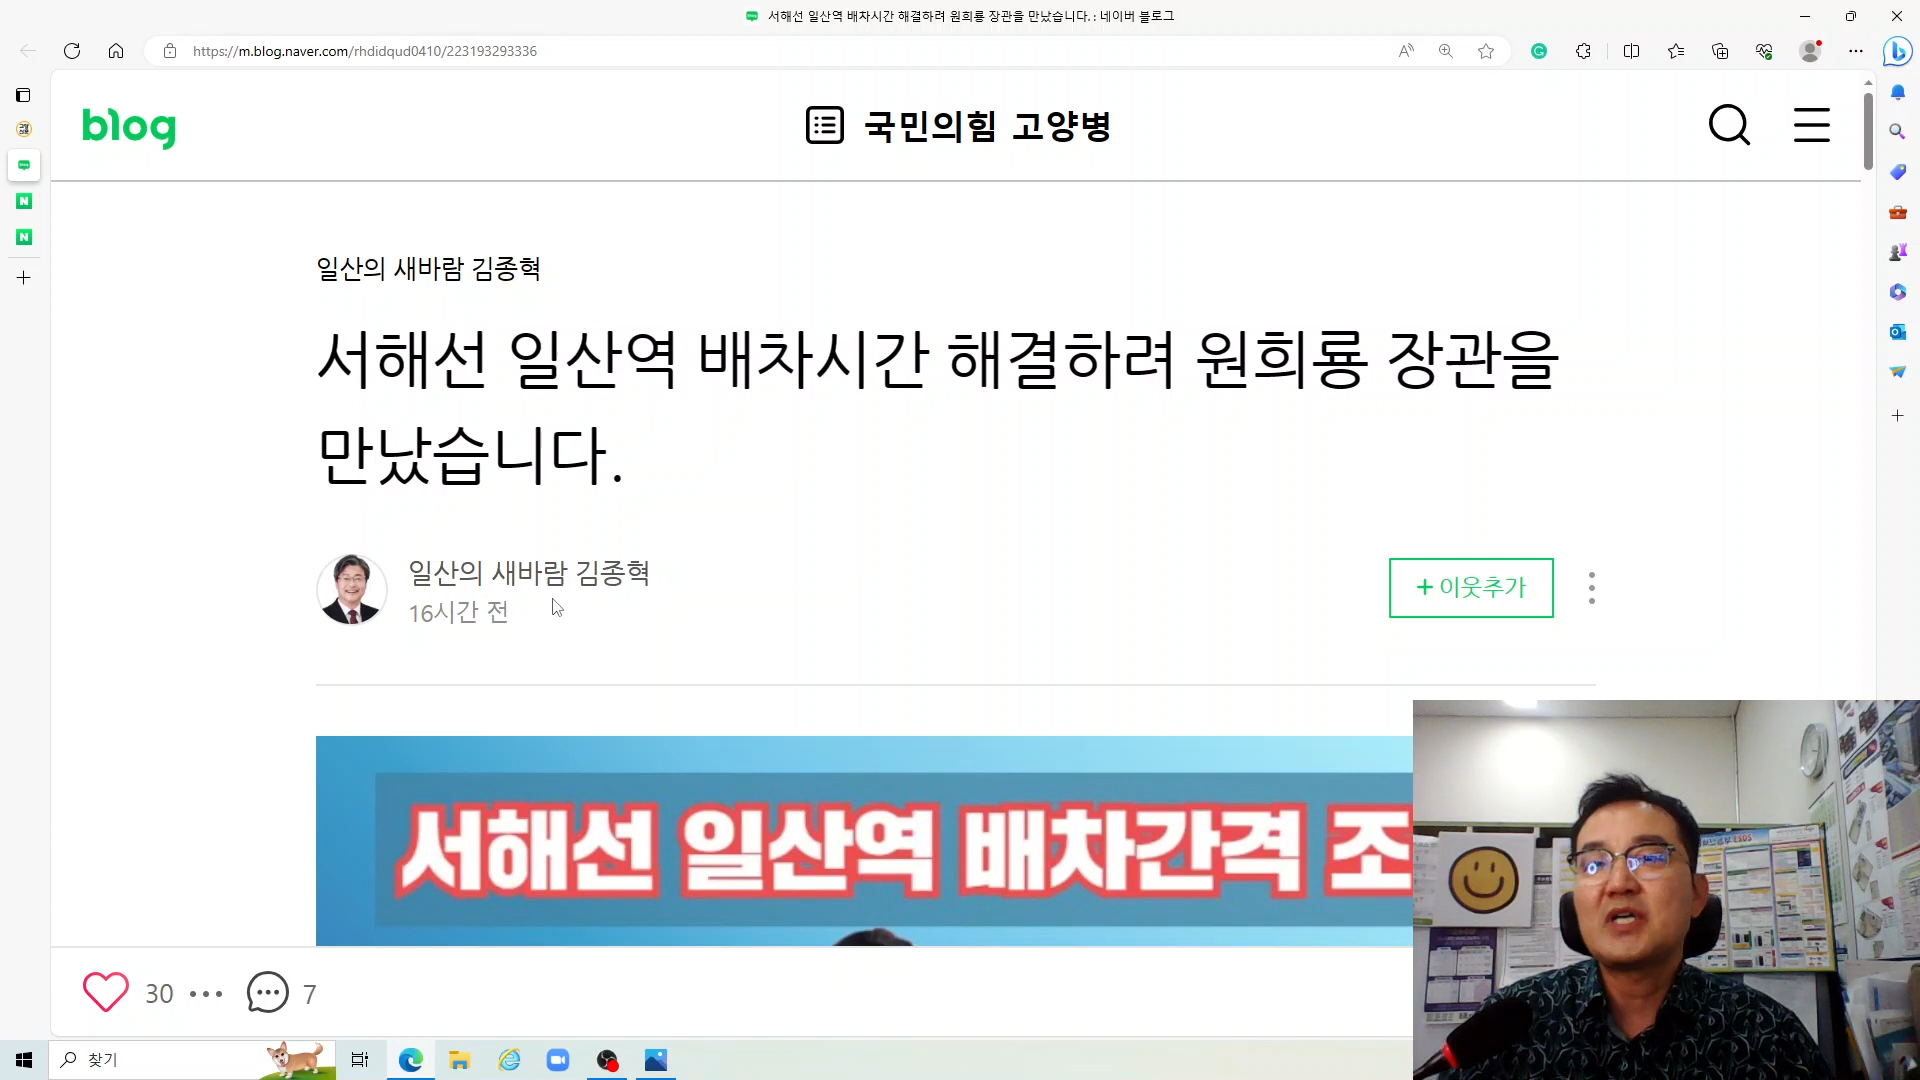 서해선 일산역 배차시간 해결하려 원희룡 장관을 만났습니다. : 네이버 블로그
https://m.blog.naver.com/rhdidqud0410/223193293336
blog
국민의힘 고양병
일산의 새바람 김종혁
서해선 일산역 배차시간 해결하려 원희룡 장관을
만났습니다.
일산의 새바람 김종혁
16시간 전
+ 이웃추가
서해선 일산역 배차간격 조
30
7
찾기